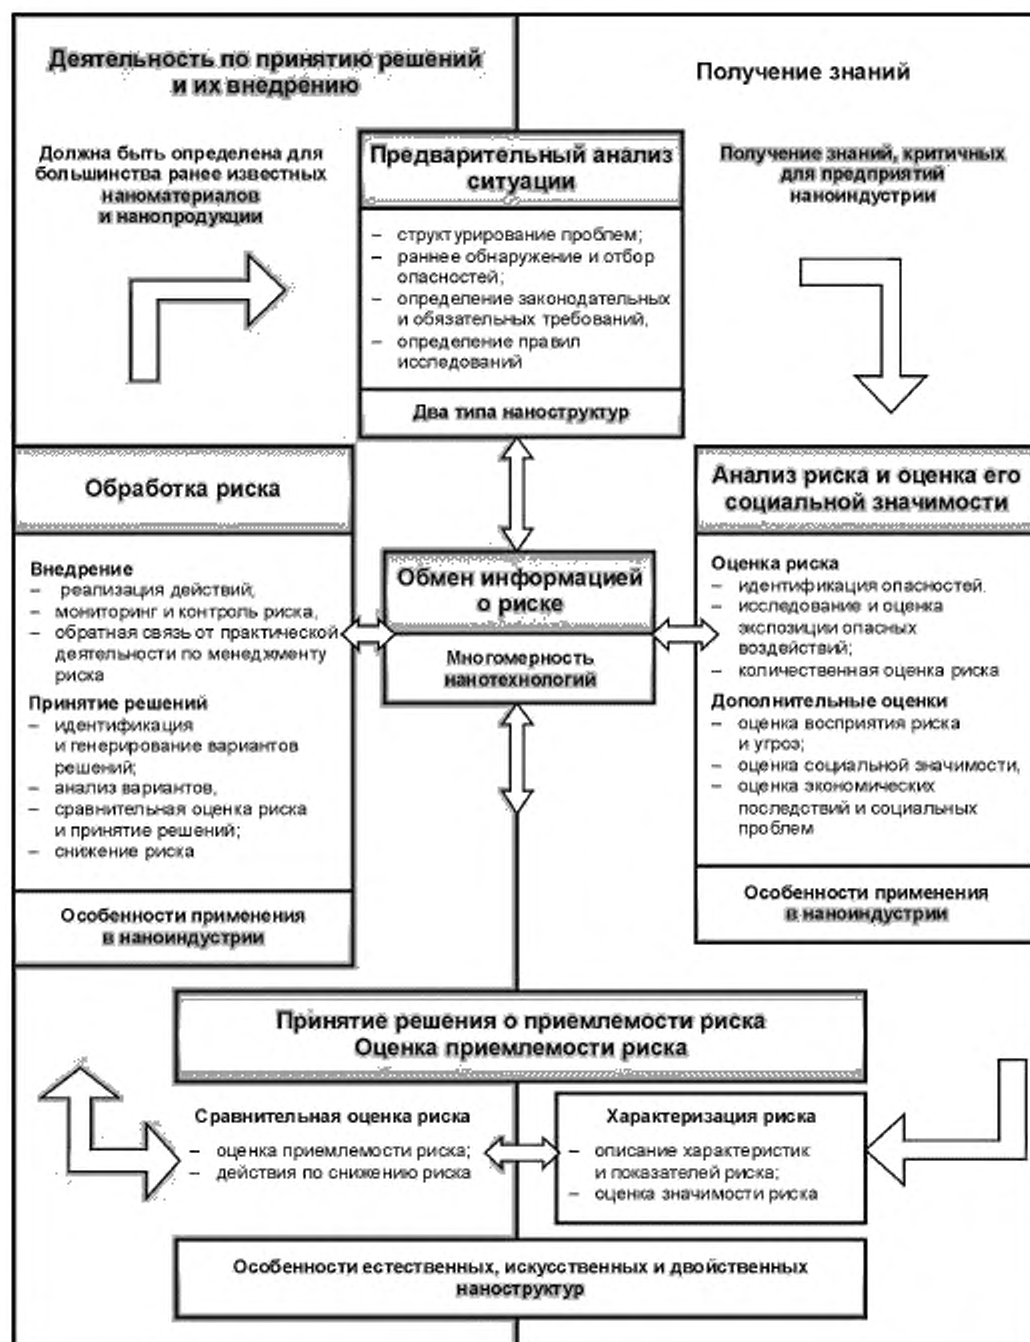 Деятельность по принятию решений
и их внедрению
Получение знаний
Должна быть определена для
большинства ранее известных
наноматериалов
и нанопродукции
Предварительный анализ
ситуации
– структурирование проблем;
– раннее обнаружение и отбор
опасностей;
– определение законодательных
и обязательных требований,
– определение правил
исследований
Два типа наноструктур
Получение знаний, критичных
для предприятий
наноиндустрии
Обработка риска
Внедрение
– реализация действий;
– мониторинг и контроль риска,
– обратная связь от практической
деятельности по менеджменту
риска
Принятие решений
– идентификация
и генерирование вариантов
решений;
– анализ вариантов,
– сравнительная оценка риска
и принятие решений;
– снижение риска
Особенности применения
в наноиндустрии
Обмен информацией
о риске
Многомерность
нанотехнологий
Анализ риска и оценка его
социальной значимости
Оценка риска
– идентификация опасностей.
– исследование и оценка
экспозиции опасных
воздействий;
– количественная оценка риска
Дополнительные оценки
– оценка восприятия риска
и угроз;
– оценка социальной значимости,
– оценка экономических
последствий и социальных
проблем
Особенности применения
в наноиндустрии
Принятие решения о приемлемости риска
Оценка приемлемости риска
Сравнительная оценка риска
– оценка приемлемости риска;
– действия по снижению риска
Характеризация риска
– описание характеристик
и показателей риска;
– оценка значимости риска
Особенности естественных, искусственных и двойственных
наноструктур